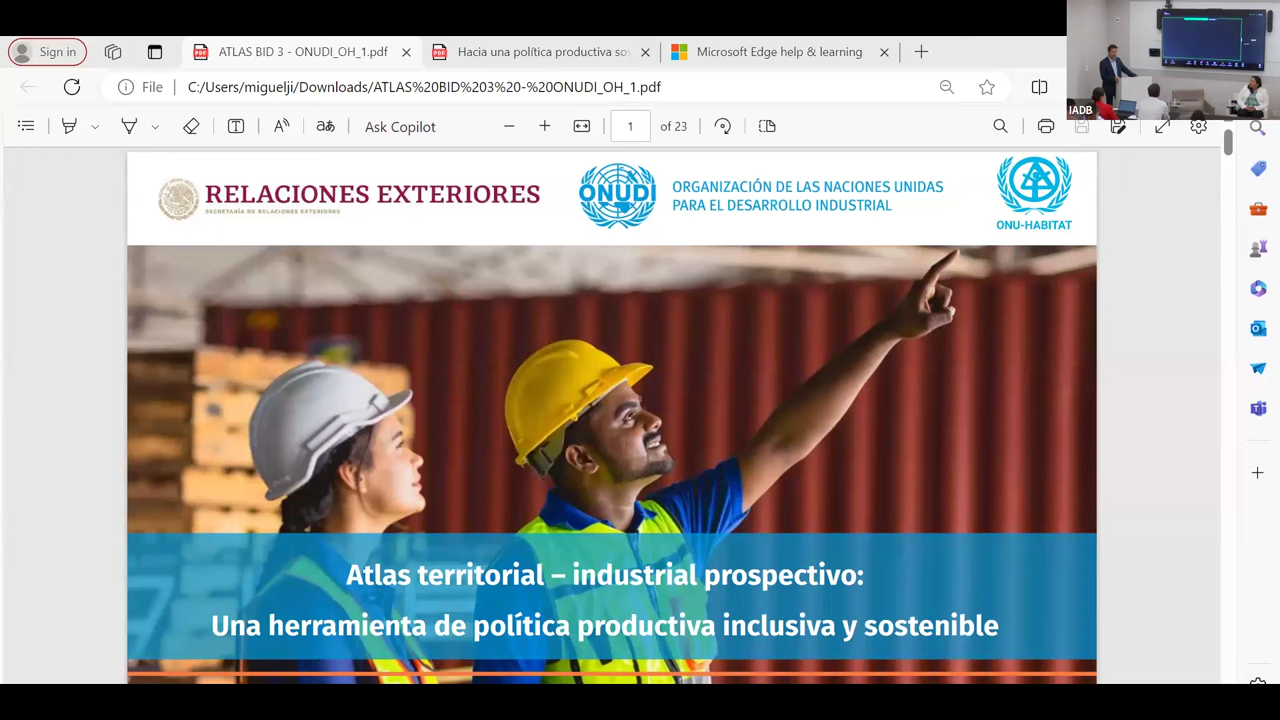 Sign in
ATLAS BID 3 - ONUDI_OH_1.pdf
Hacia una política productiva so
Microsoft Edge help & learning
File
C:/Users/migueljj/Downloads/ATLAS%20BID%203%20-%20ONUDI_OH_1.pdf
IADB
Ask Copilot
1 of 23
RELACIONES EXTERIORES
SECRETARÍA DE RELACIONES EXTERIORES
ONUDI
ORGANIZACIÓN DE LAS NACIONES UNIDAS
PARA EL DESARROLLO INDUSTRIAL
ONU-HABITAT
Atlas territorial – industrial prospectivo:
Una herramienta de política productiva inclusiva y sostenible